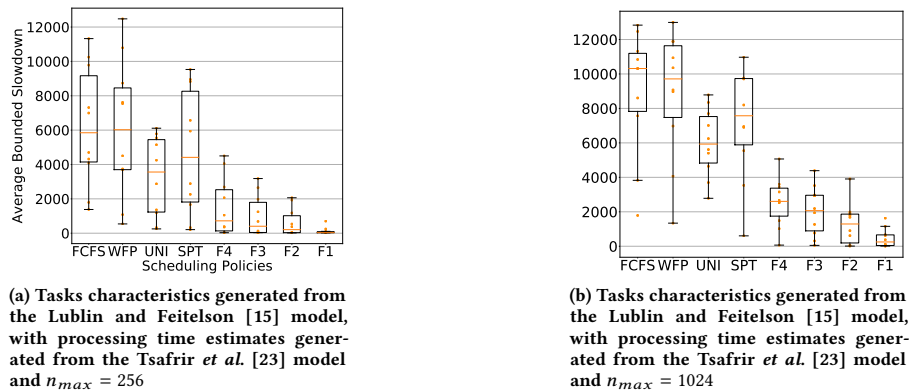 12000
10000
8000
6000
4000
2000
0
Average Bounded Slowdown
FCFS WFP UNI SPT F4 F3 F2 F1
Scheduling Policies
(a) Tasks characteristics generated from
the Lublin and Feitelson [15] model,
with processing time estimates gener-
ated from the Tsafrir et al. [23] model
and n_max = 256
12000
10000
8000
6000
4000
2000
0
FCFS WFP UNI SPT F4 F3 F2 F1
(b) Tasks characteristics generated from
the Lublin and Feitelson [15] model,
with processing time estimates gener-
ated from the Tsafrir et al. [23] model
and n_max = 1024